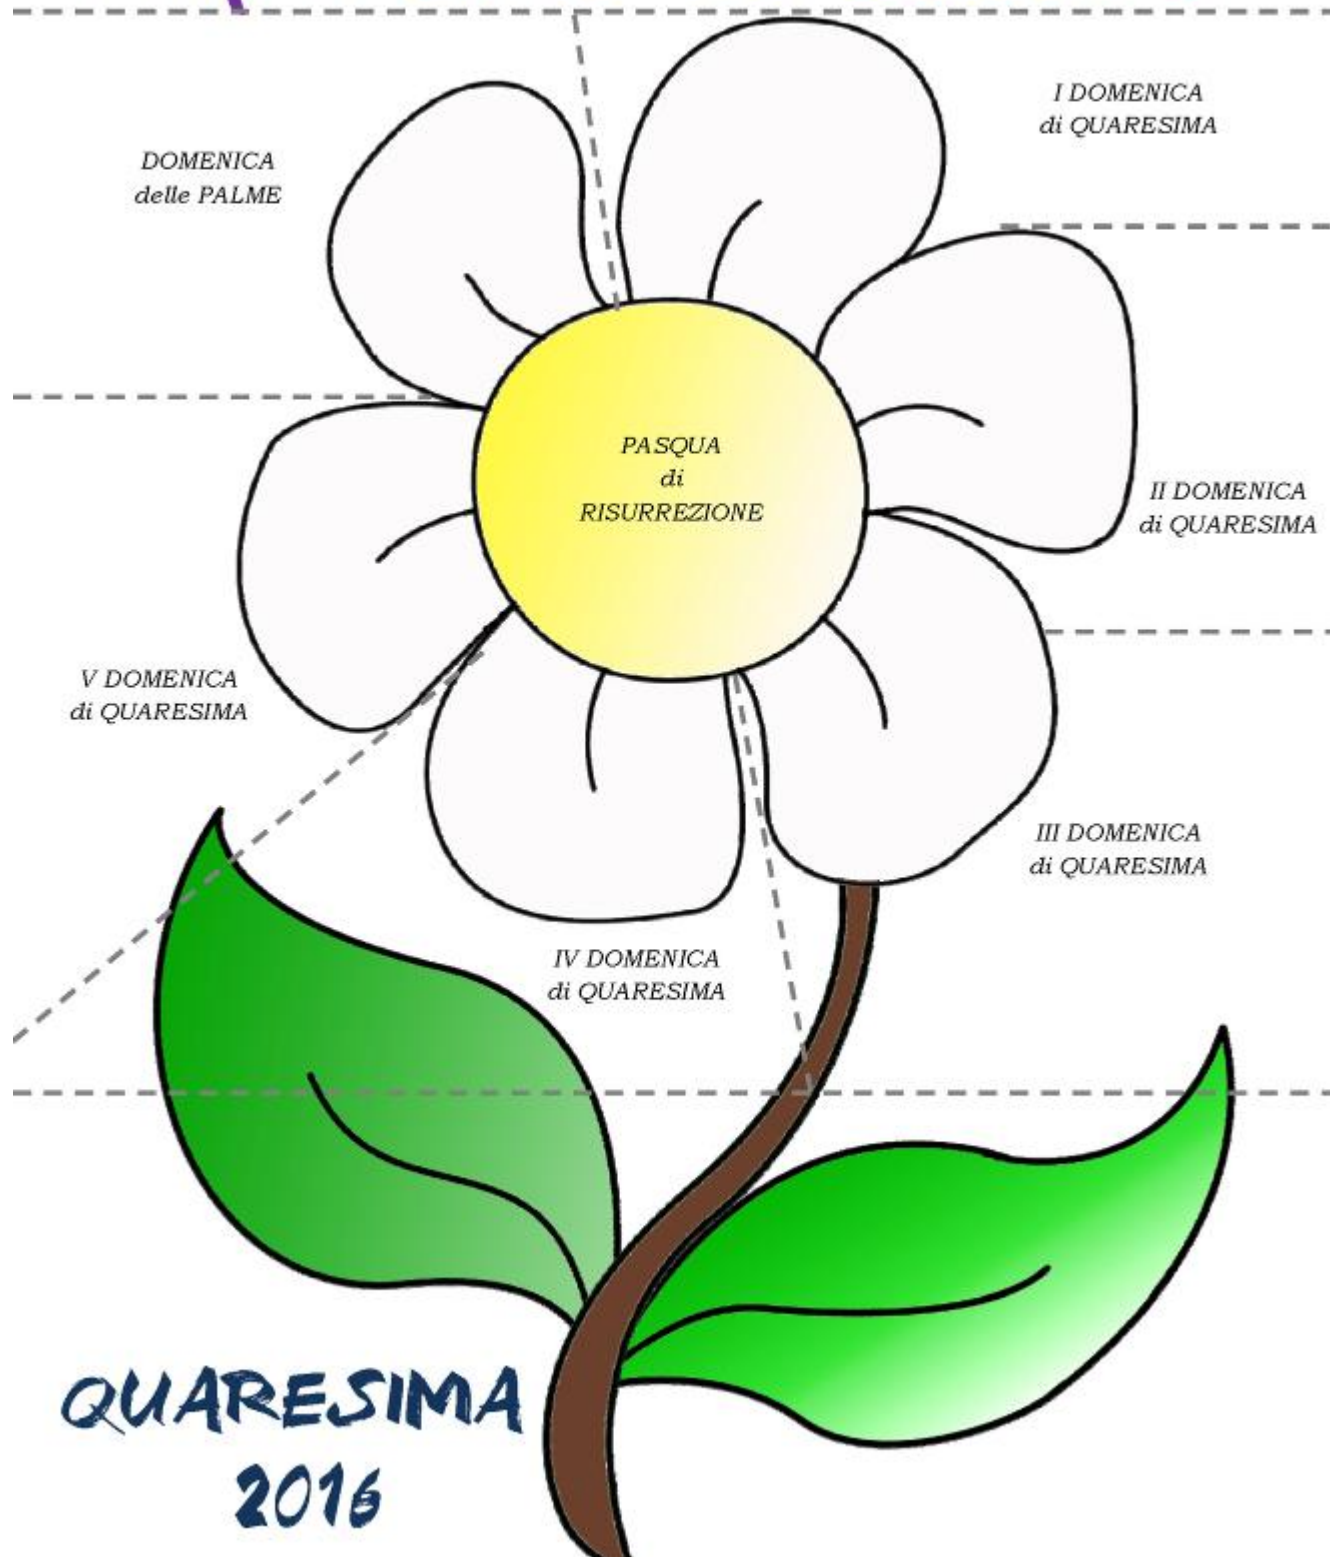 I DOMENICA
di QUARESIMA
DOMENICA
delle PALME
PASQUA
di
RISURREZIONE
II DOMENICA
di QUARESIMA
V DOMENICA
di QUARESIMA
III DOMENICA
di QUARESIMA
IV DOMENICA
di QUARESIMA
QUARESIMA
2016